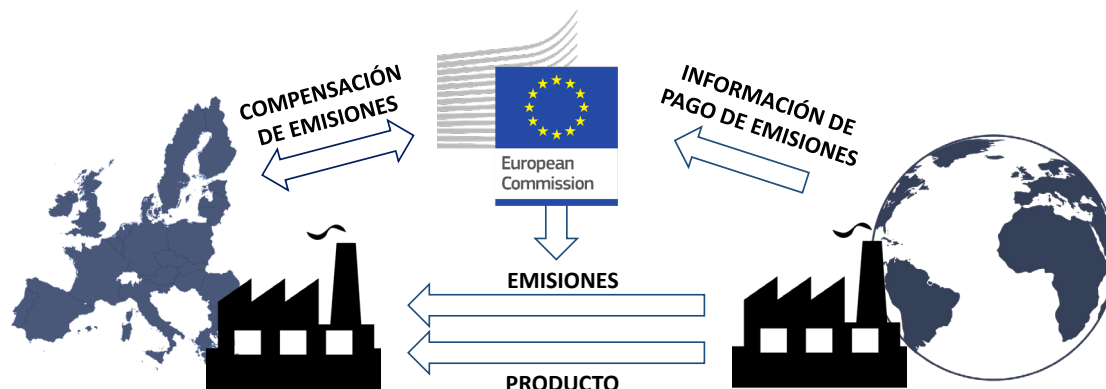 COMPENSACIÓN
DE EMISIONES
European
Commission
INFORMACIÓN DE
PAGO DE EMISIONES
EMISIONES
PRODUCTO